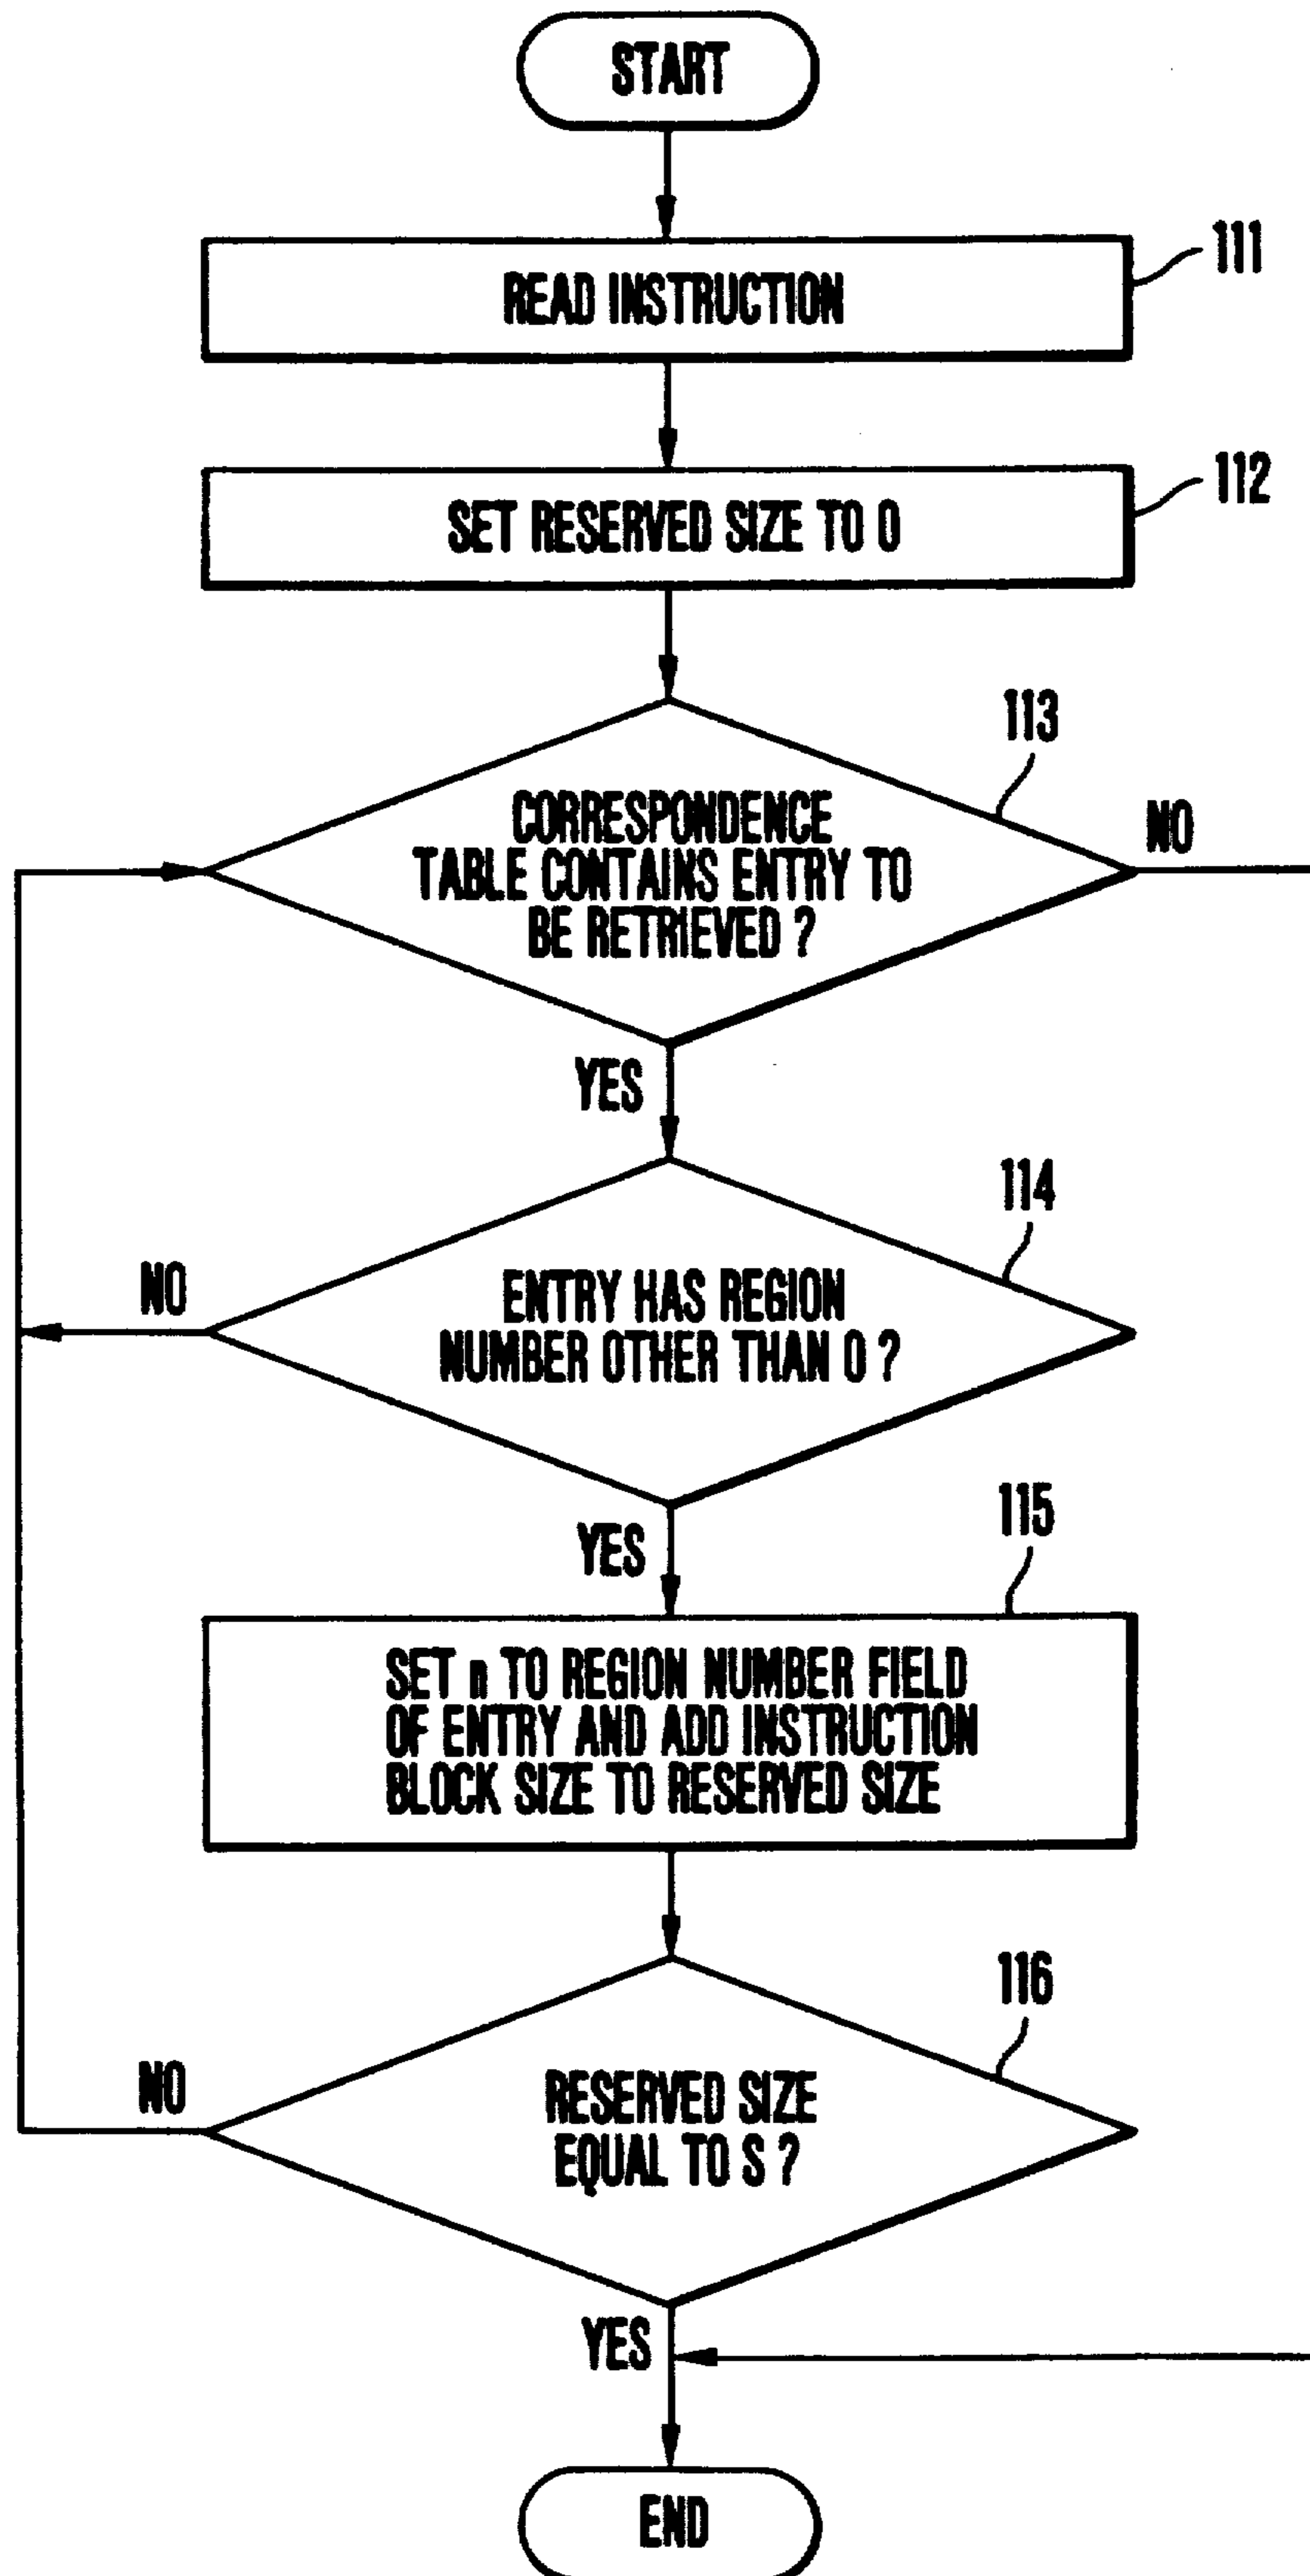 START
111
READ INSTRUCTION
112
SET RESERVED SIZE TO 0
113
NO
CORRESPONDENCE
TABLE CONTAINS ENTRY TO
BE RETRIEVED ?
YES
114
NO
ENTRY HAS REGION
NUMBER OTHER THAN 0 ?
YES
115
SET n TO REGION NUMBER FIELD
OF ENTRY AND ADD INSTRUCTION
BLOCK SIZE TO RESERVED SIZE
116
NO
RESERVED SIZE
EQUAL TO S ?
YES
END